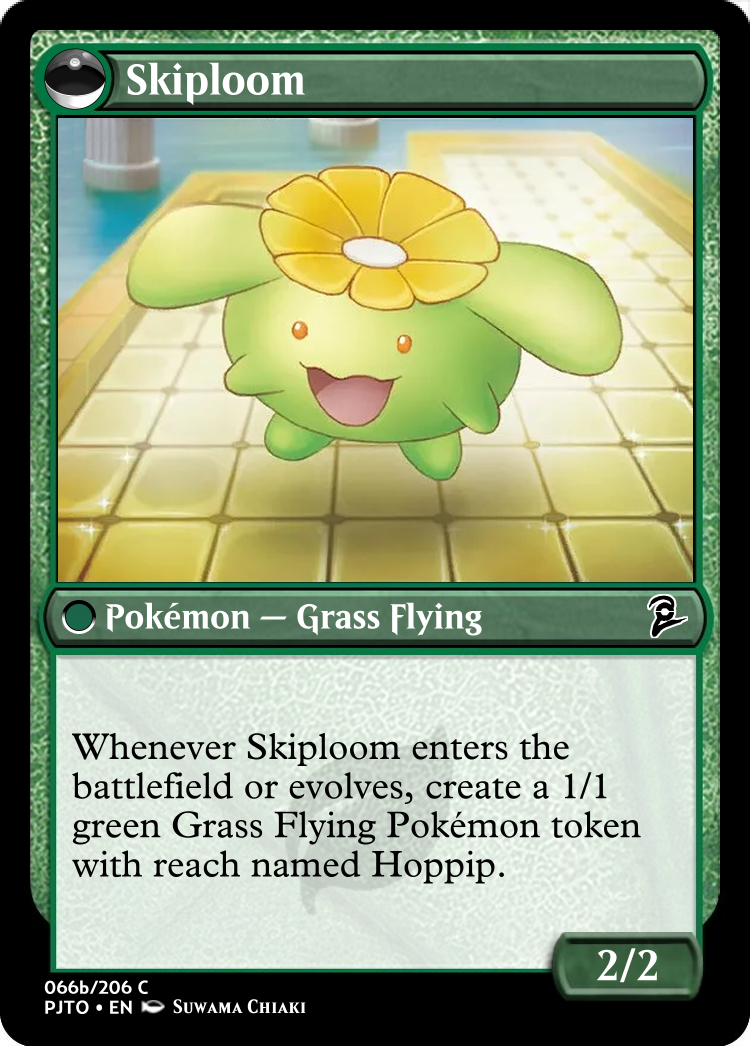 Skiploom
Pokémon — Grass Flying
Whenever Skiploom enters the
battlefield or evolves, create a 1/1
green Grass Flying Pokémon token
with reach named Hoppip.
2/2
066b/206 C
PJTO • EN Suwama Chiaki